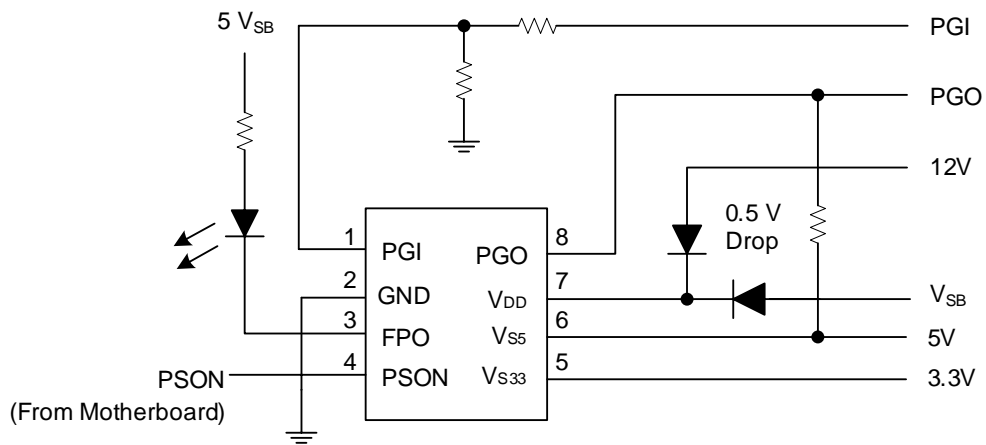 5 VSB
PGI
PGO
12V
0.5 V
Drop
VSB
5V
3.3V
1
2
3
4
8
7
6
5
PGI
GND
FPO
PSON
PGO
VDD
VS5
VS33
PSON
(From Motherboard)